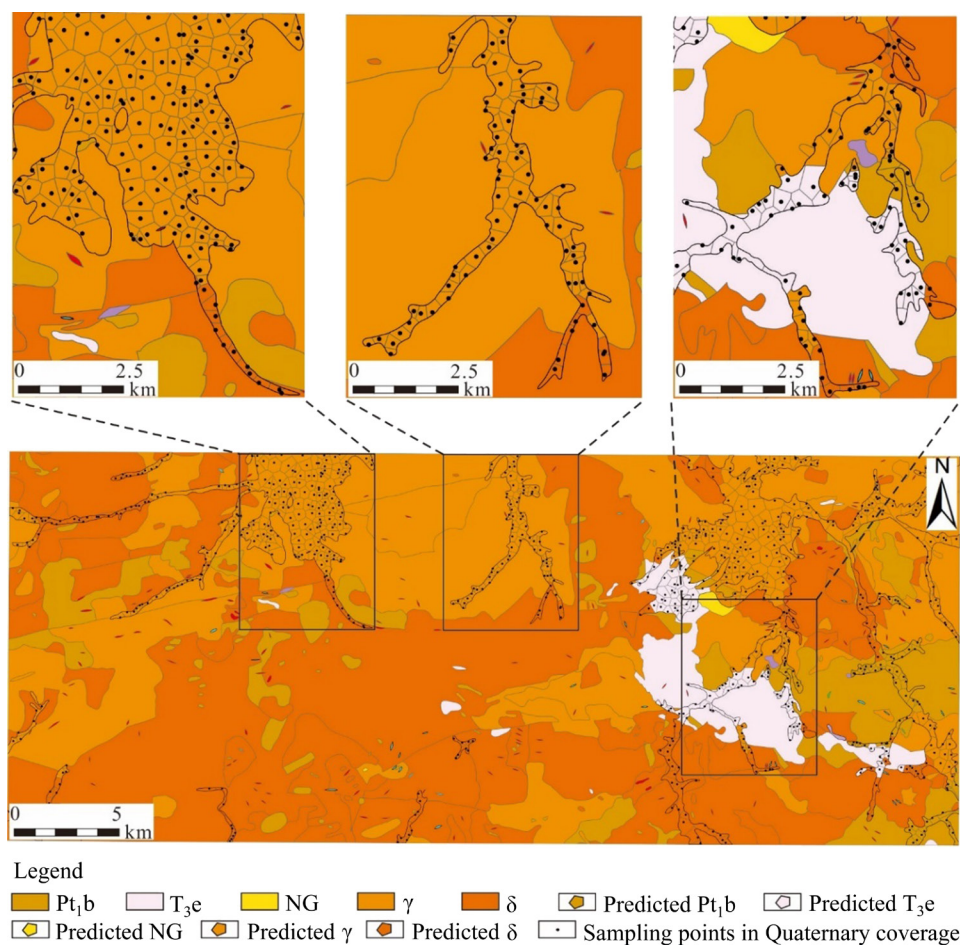 0 2.5
km
0 2.5
km
0 2.5
km
N
0 5
km
Legend
Pt₁b T₃e NG γ δ Predicted Pt₁b Predicted T₃e
Predicted NG Predicted γ Predicted δ Sampling points in Quaternary coverage